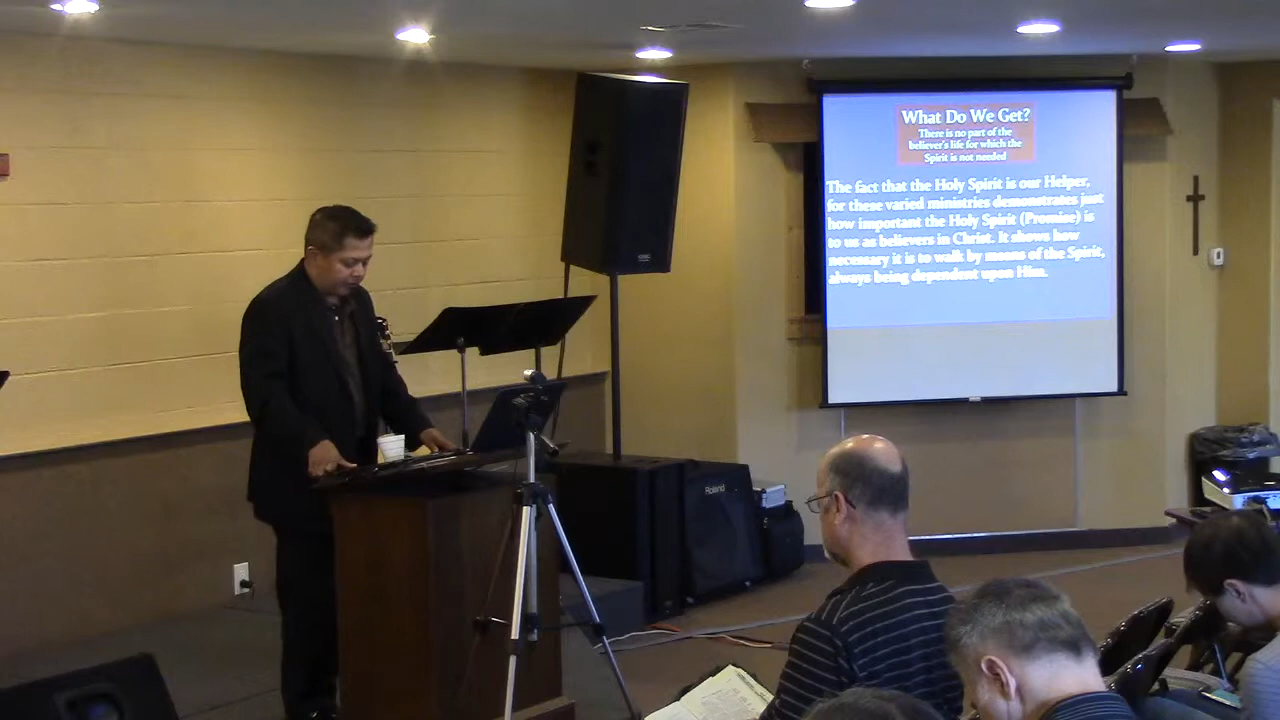 What Do We Get?
There is no part of the
believer's life for which the
Spirit is not needed
The fact that the Holy Spirit is our Helper,
for these varied ministries demonstrates just
how important the Holy Spirit (Promise) is
to us as believers in Christ. It shows how
necessary it is to walk by means of the Spirit,
always being dependent upon Him.
Roland